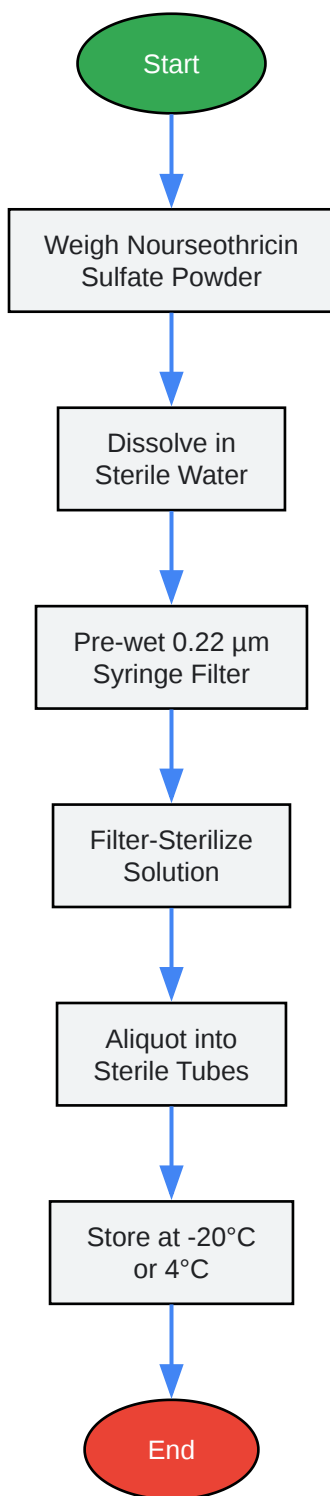 Start
Weigh Nourseothricin
Sulfate Powder
Dissolve in
Sterile Water
Pre-wet 0.22 µm
Syringe Filter
Filter-Sterilize
Solution
Aliquot into
Sterile Tubes
Store at -20°C
or 4°C
End